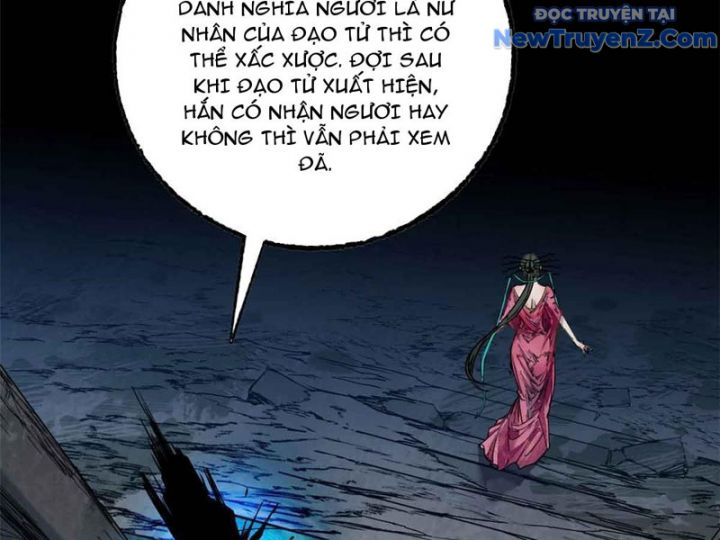 DANH NGHĨA NGƯƠI LÀ NỮ
NHÂN CỦA ĐẠO TỬ THÌ CÓ
THỂ XẤC XƯỢC. ĐỢI SAU
KHI ĐẠO TỬ XUẤT HIỆN,
HẮN CÓ NHẬN NGƯƠI HAY
KHÔNG THÌ VẪN PHẢI XEM
ĐÃ.
ĐỌC TRUYỆN TẠI
NewTruyenZ.Com